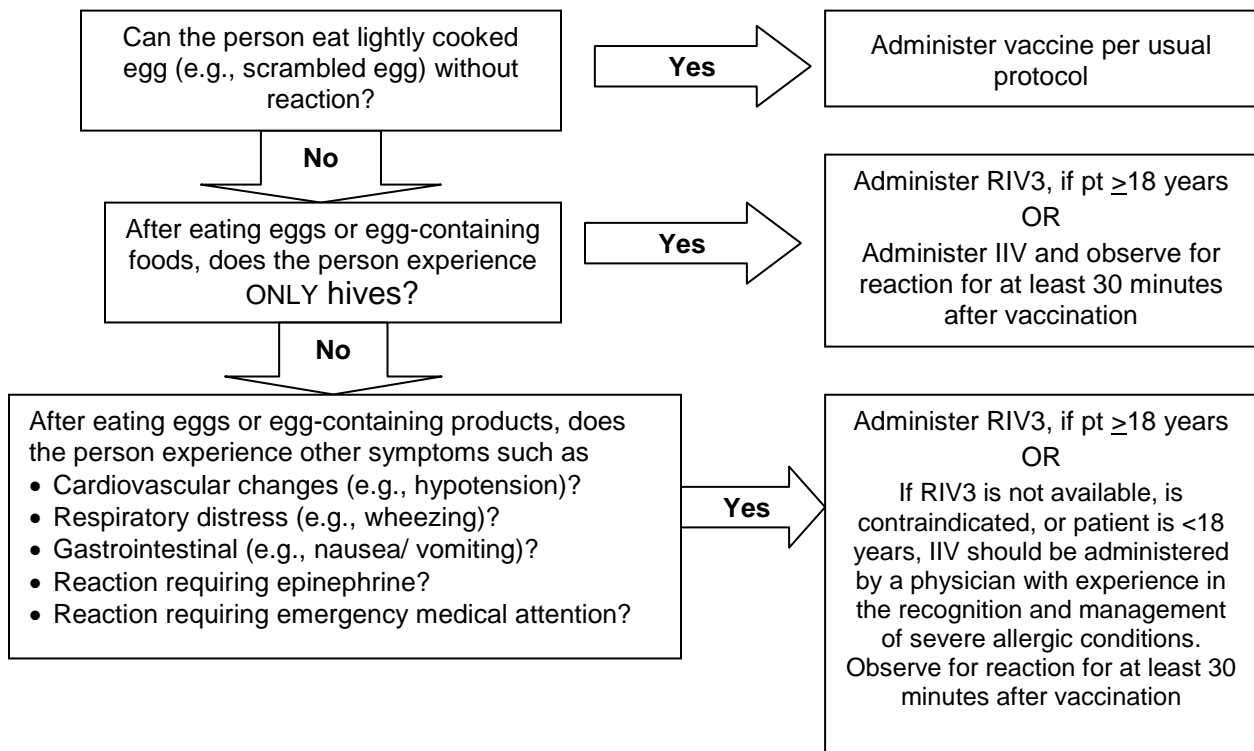 Can the person eat lightly cooked
egg (e.g., scrambled egg) without
reaction?
Yes
Administer vaccine per usual
protocol
No
After eating eggs or egg-containing
foods, does the person experience
ONLY hives?
Yes
Administer RIV3, if pt ≥18 years
OR
Administer IIV and observe for
reaction for at least 30 minutes
after vaccination
No
After eating eggs or egg-containing products, does
the person experience other symptoms such as
• Cardiovascular changes (e.g., hypotension)?
• Respiratory distress (e.g., wheezing)?
• Gastrointestinal (e.g., nausea/ vomiting)?
• Reaction requiring epinephrine?
• Reaction requiring emergency medical attention?
Yes
Administer RIV3, if pt ≥18 years
OR
If RIV3 is not available, is
contraindicated, or patient is <18
years, IIV should be administered
by a physician with experience in
the recognition and management
of severe allergic conditions.
Observe for reaction for at least 30
minutes after vaccination